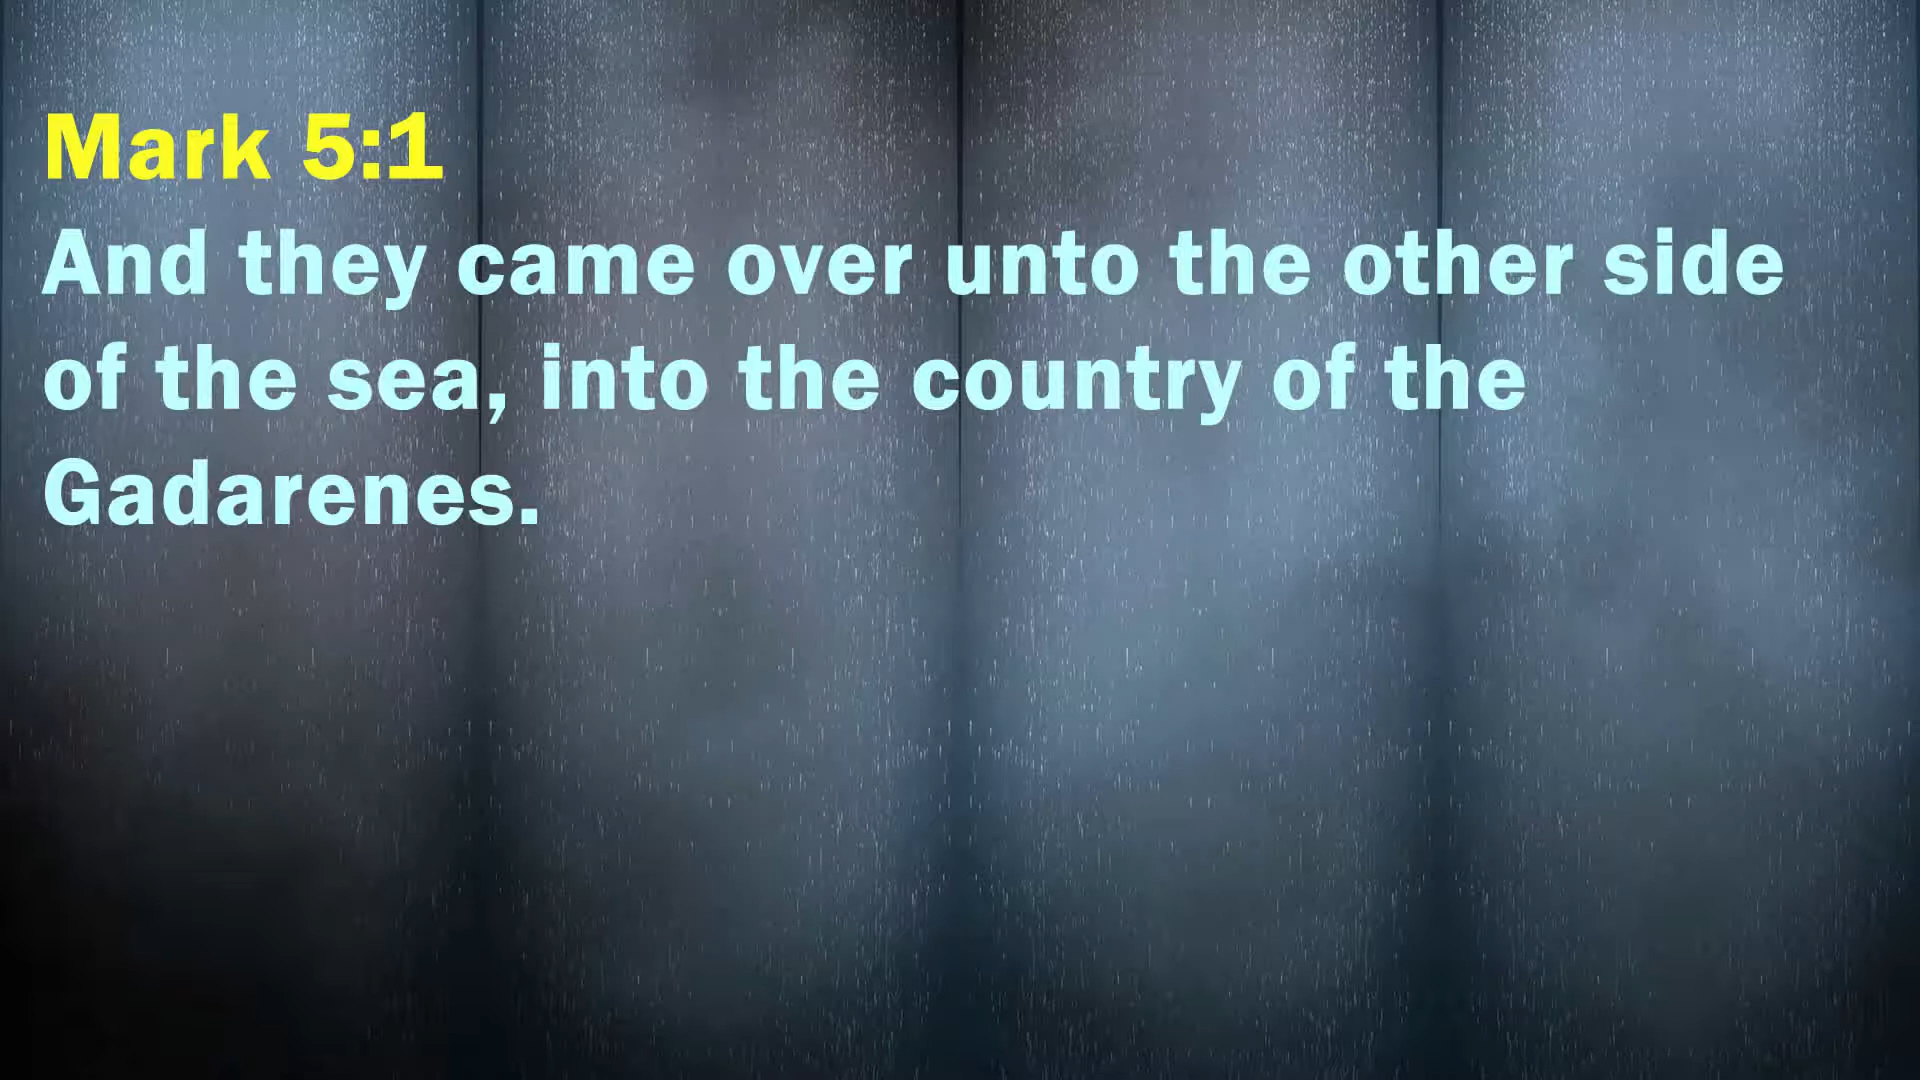 Mark 5:1
And they came over unto the other side
of the sea, into the country of the
Gadarenes.